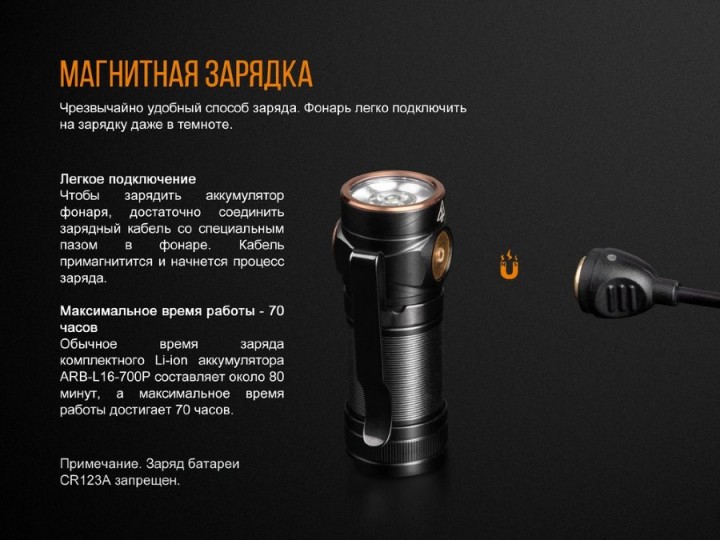 МАГНИТНАЯ ЗАРЯДКА
Чрезвычайно удобный способ заряда. Фонарь легко подключить
на зарядку даже в темноте.
Легкое подключение
Чтобы зарядить аккумулятор
фонаря, достаточно соединить
зарядный кабель со специальным
пазом в фонаре. Кабель
примагнитится и начнется процесс
заряда.
Максимальное время работы - 70
часов
Обычное время заряда
комплектного Li-ion аккумулятора
ARB-L16-700P составляет около 80
минут, а максимальное время
работы достигает 70 часов.
Примечание. Заряд батареи
CR123A запрещен.